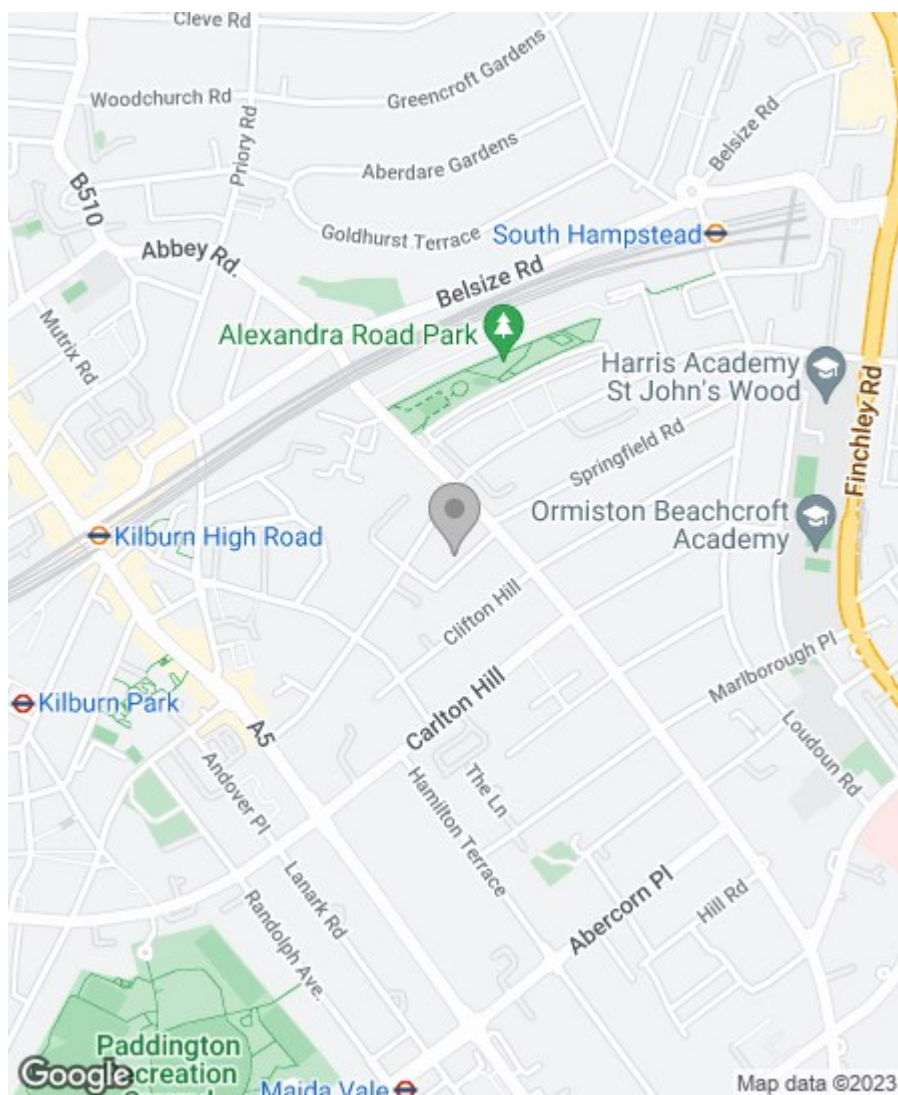 Cleve Rd
Greencroft Gardens
Woodchurch Rd
Belsize Rd
Priory Rd
Aberdare Gardens
B510
Goldhurst Terrace
South Hampstead
Abbey Rd.
Belsize Rd
Mutrix Rd
Alexandra Road Park
Harris Academy
St John's Wood
Finchley Rd
Springfield Rd
Ormiston Beachcroft
Academy
Kilburn High Road
Clifton Hill
Marlborough Pl
Kilburn Park
Carlton Hill
A5
Loudoun Rd
Andover Pl
The Ln
Hamilton Terrace
Lanark Rd
Hill Rd
Abercorn Pl
Randolph Ave.
Paddington
Recreation
Google
Maida Vale
Map data ©2023